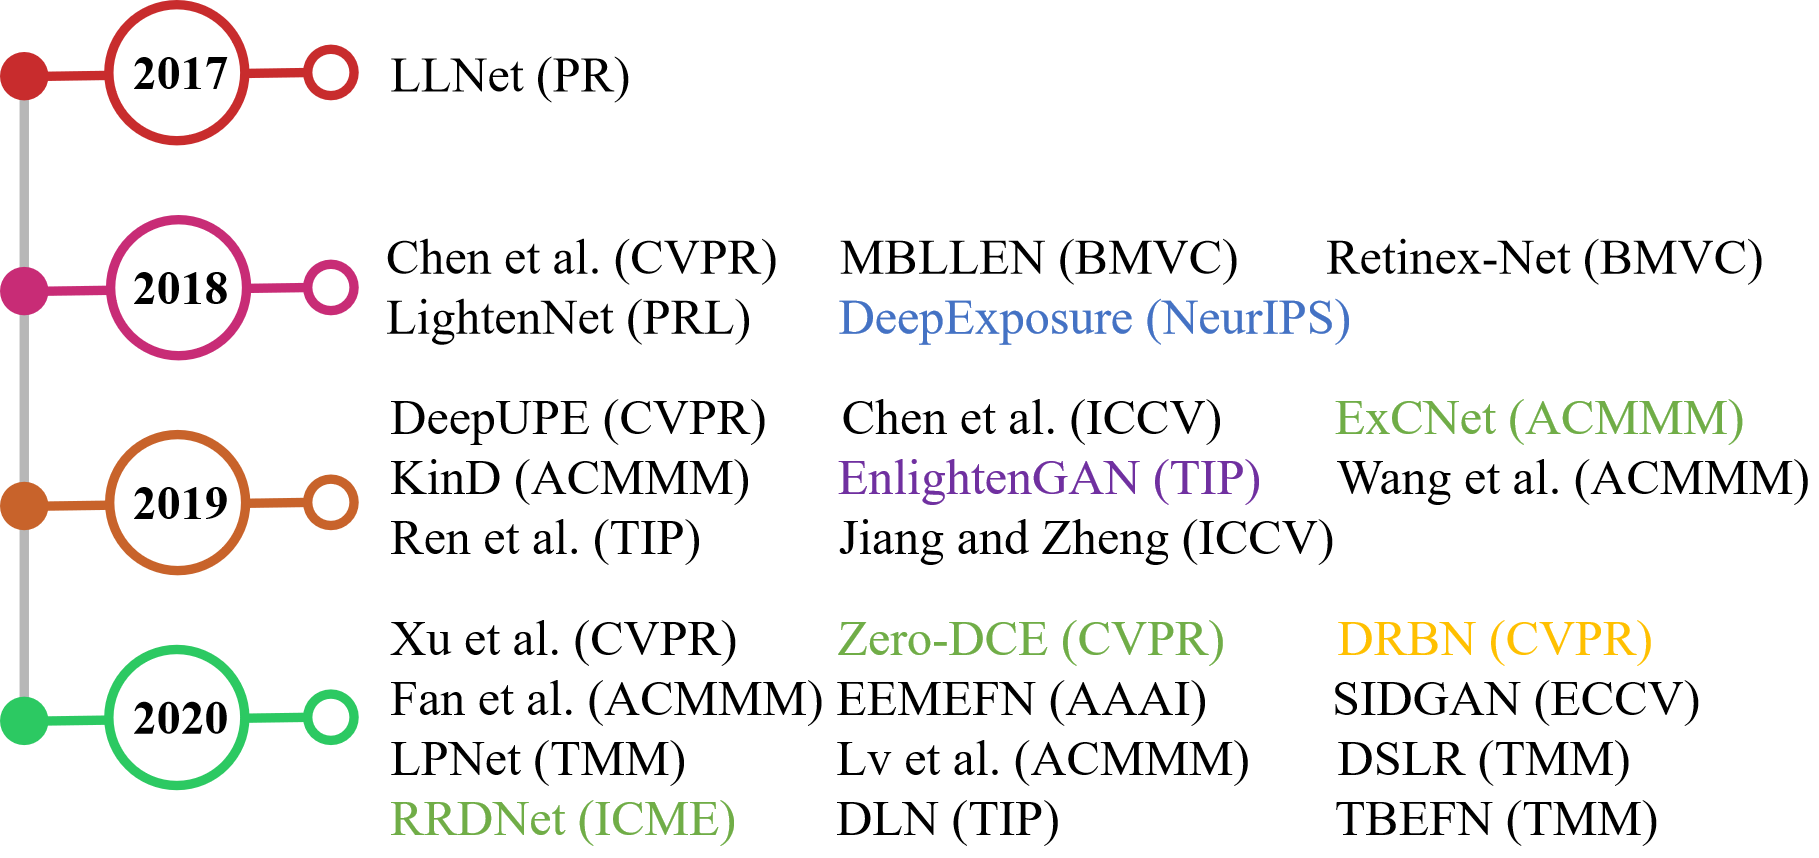 2017 LLNet (PR)
Chen et al. (CVPR) MBLLEN (BMVC) Retinex-Net (BMVC)
2018
LightenNet (PRL) DeepExposure (NeurIPS)
DeepUPE (CVPR) Chen et al. (ICCV) ExCNet (ACMMM)
2019 KinD (ACMMM) EnlightenGAN (TIP) Wang et al. (ACMMM)
Ren et al. (TIP) Jiang and Zheng (ICCV)
Xu et al. (CVPR) Zero-DCE (CVPR) DRBN (CVPR)
2020 Fan et al. (ACMMM) EEMEFN (AAAI) SIDGAN (ECCV)
LPNet (TMM) Lv et al. (ACMMM) DSLR (TMM)
RRDNet (ICME) DLN (TIP) TBEFN (TMM)